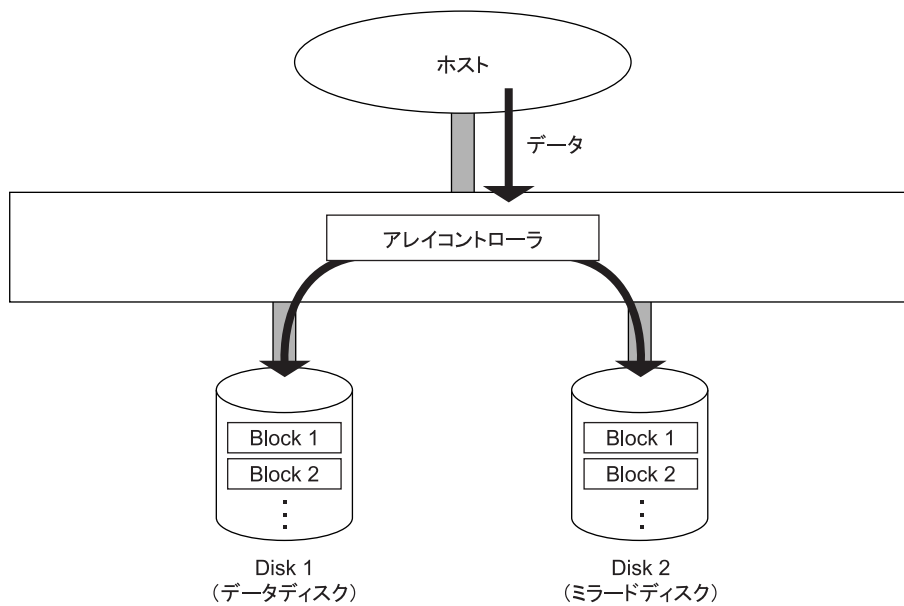 ホスト
データ
アレイコントローラ
Block 1
Block 2
Block 1
Block 2
Disk 1
（データディスク）
Disk 2
（ミラードディスク）